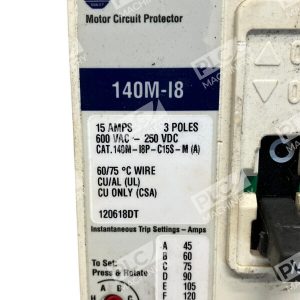 Motor Circuit Protector
140M-I8
15 AMPS 3 POLES
600 VAC ~ 250 VDC
CAT. 140M-I8P-C15S-M (A)
60/75 °C WIRE
CU/AL (UL)
CU ONLY (CSA)
120618DT
Instantaneous Trip Settings - Amps
A 45
B 60
C 75
D 90
E 105
F 120
To Set:
Press & Rotate
A
B
H